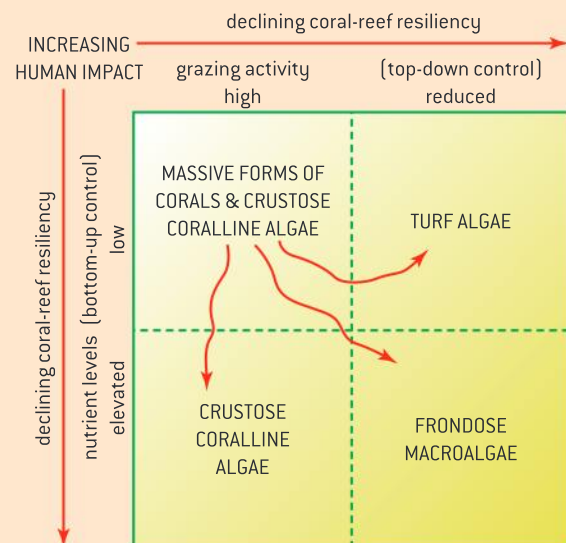 declining coral-reef resiliency
INCREASING
HUMAN IMPACT
grazing activity
high
(top-down control)
reduced
declining coral-reef resiliency
nutrient levels (bottom-up control)
low
elevated
MASSIVE FORMS OF
CORALS & CRUSTOSE
CORALLINE ALGAE
TURF ALGAE
CRUSTOSE
CORALLINE
ALGAE
FRONDOSE
MACROALGAE